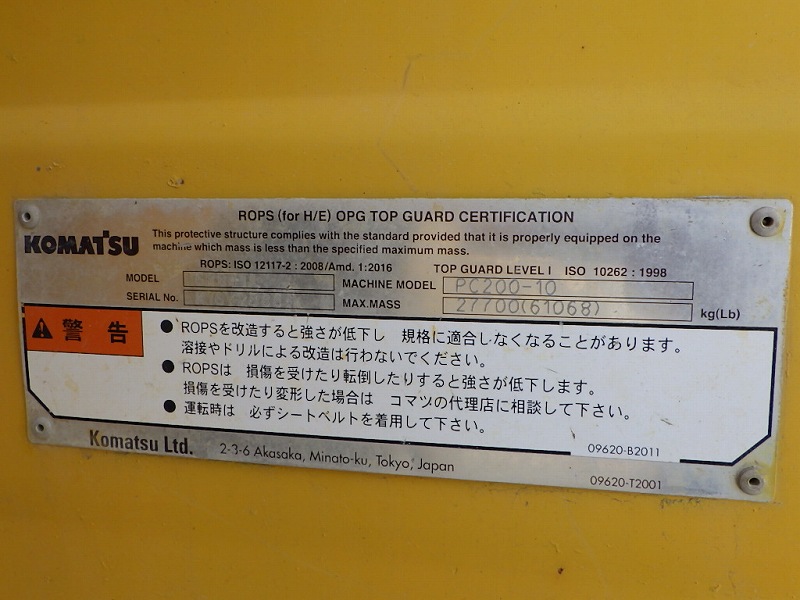 ROPS (for H/E) OPG TOP GUARD CERTIFICATION
KOMATSU
This protective structure complies with the standard provided that it is properly equipped on the
machine which mass is less than the specified maximum mass.
ROPS: ISO 12117-2 : 2008/Amd. 1:2016 TOP GUARD LEVEL I ISO 10262 : 1998
MODEL MACHINE MODEL PC200-10
SERIAL No. MAX.MASS 27700(61068) kg(Lb)
警告
● ROPSを改造すると強さが低下し 規格に適合しなくなることがあります。
溶接やドリルによる改造は行わないでください。
● ROPSは 損傷を受けたり転倒したりすると強さが低下します。
損傷を受けたり変形した場合は コマツの代理店に相談して下さい。
● 運転時は 必ずシートベルトを着用して下さい。
09620-B2011
Komatsu Ltd. 2-3-6 Akasaka, Minato-ku, Tokyo, Japan
09620-T2001